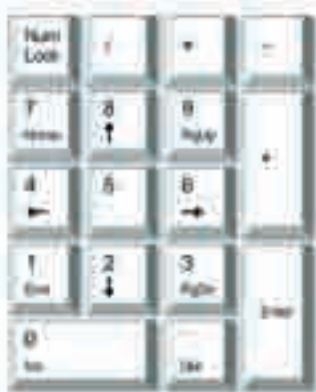 Num
Lock
/
*
-
7
Home
8
↑
9
PgUp
+
4
←
5
6
→
1
End
2
↓
3
PgDn
Enter
0
Ins
.
Del